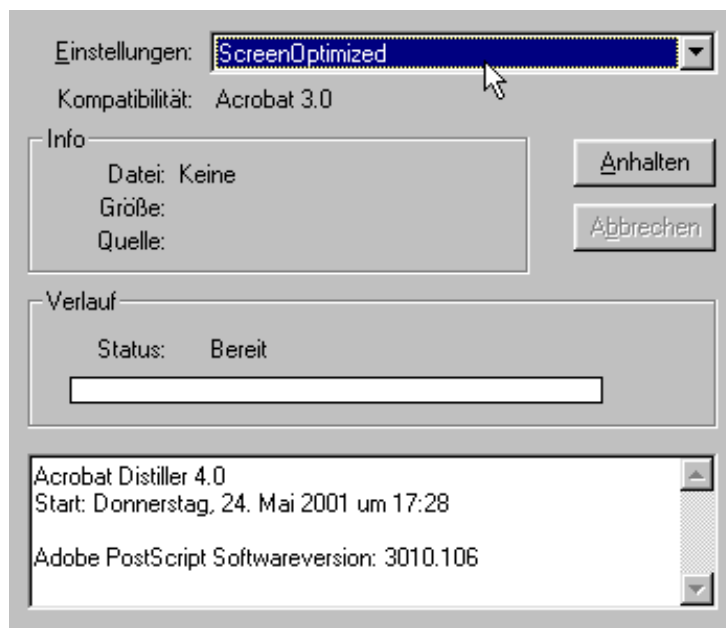 Einstellungen: ScreenOptimized
Kompatibilität: Acrobat 3.0
Info
Datei: Keine
Größe:
Quelle:
Anhalten
Abbrechen
Verlauf
Status: Bereit
Acrobat Distiller 4.0
Start: Donnerstag, 24. Mai 2001 um 17:28
Adobe PostScript Softwareversion: 3010.106